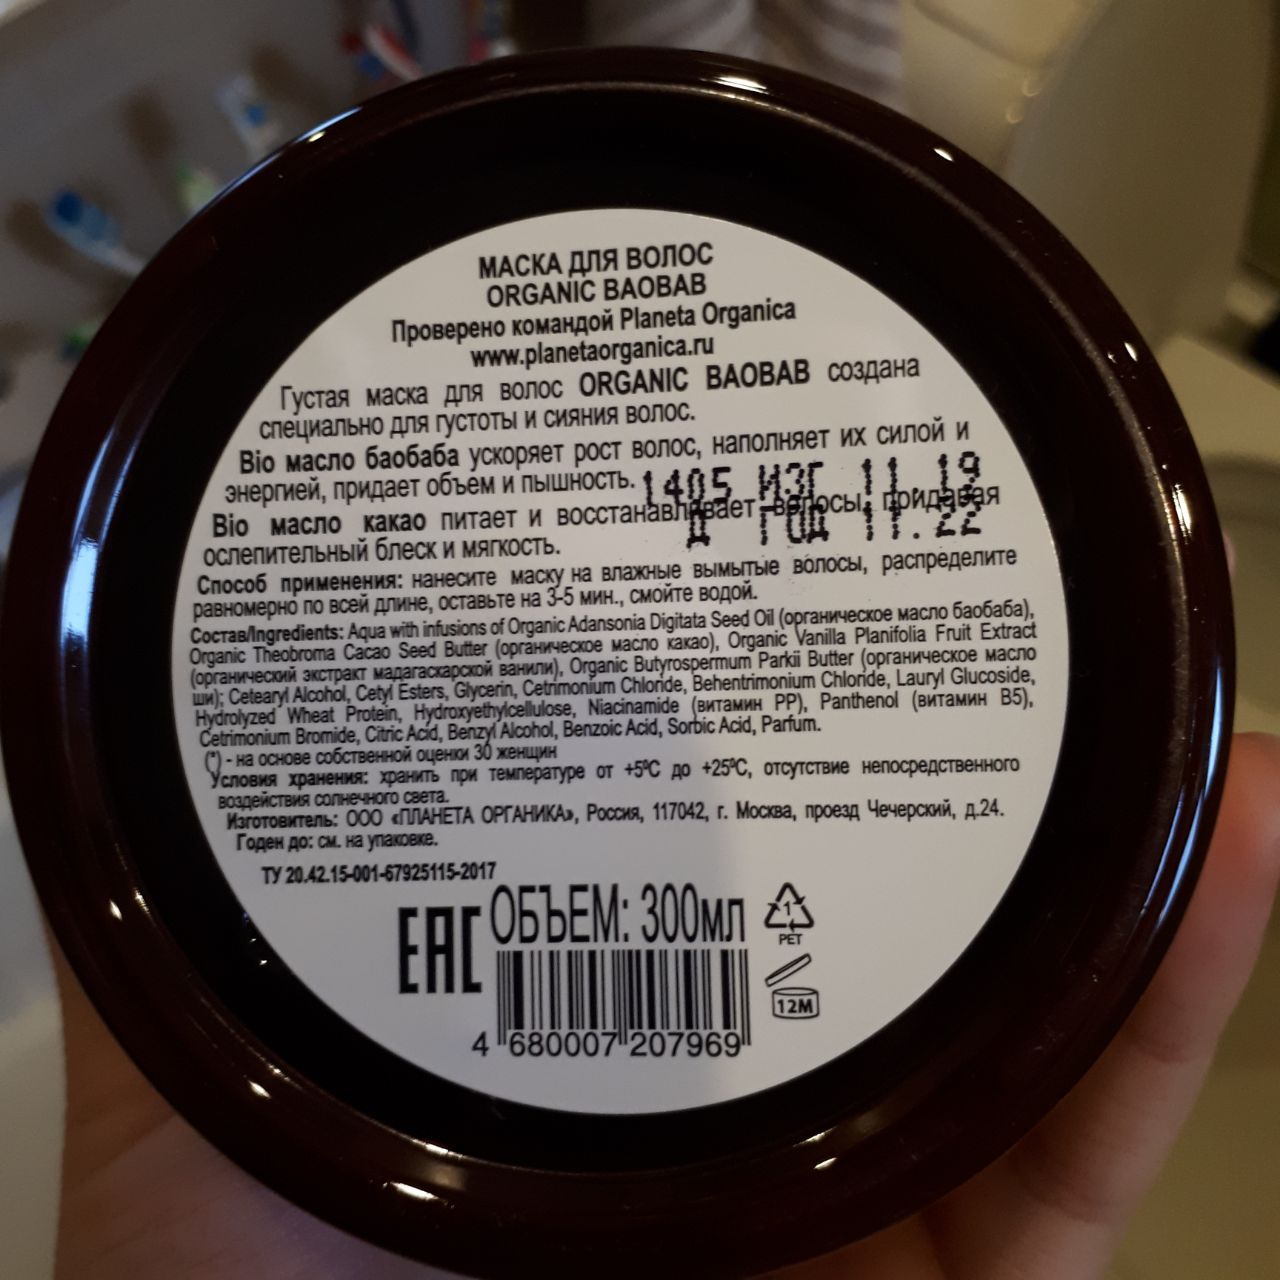 МАСКА ДЛЯ ВОЛОС
ORGANIC BAOBAB
Проверено командой Planeta Organica
www.planetaorganica.ru
Густая маска для волос ORGANIC BAOBAB создана
специально для густоты и сияния волос.
Bio масло баобаба ускоряет рост волос, наполняет их силой и
энергией, придает объем и пышность.
1405 ИЗГ 11 19
Bio масло какао питает и восстанавливает волосы, придавая
Д ГОД 11.22
ослепительный блеск и мягкость.
Способ применения: нанесите маску на влажные вымытые волосы, распределите
равномерно по всей длине, оставьте на 3-5 мин., смойте водой.
Состав/Ingredients: Aqua with infusions of Organic Adansonia Digitata Seed Oil (органическое масло баобаба),
Organic Theobroma Cacao Seed Butter (органическое масло какао), Organic Vanilla Planifolia Fruit Extract
(органический экстракт мадагаскарской ванили), Organic Butyrospermum Parkii Butter (органическое масло
ши); Cetearyl Alcohol, Cetyl Esters, Glycerin, Cetrimonium Chloride, Behentrimonium Chloride, Lauryl Glucoside,
Hydrolyzed Wheat Protein, Hydroxyethylcellulose, Niacinamide (витамин PP), Panthenol (витамин B5),
Cetrimonium Bromide, Citric Acid, Benzyl Alcohol, Benzoic Acid, Sorbic Acid, Parfum.
(*) - на основе собственной оценки 30 женщин
Условия хранения: хранить при температуре от +5ºC до +25ºC, отсутствие непосредственного
воздействия солнечного света.
Изготовитель: ООО «ПЛАНЕТА ОРГАНИКА», Россия, 117042, г. Москва, проезд Чечерский, д.24.
Годен до: см. на упаковке.
ТУ 20.42.15-001-67925115-2017
EAC ОБЪЕМ: 300мл 1
PET
12M
4 680007 207969